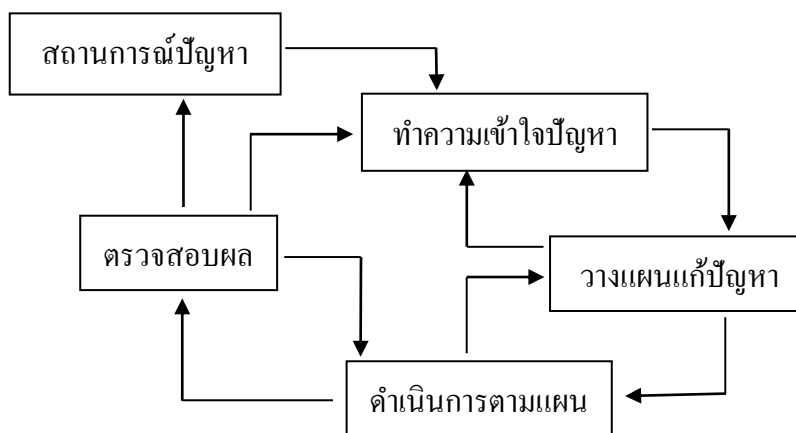 สถานการณ์ปัญหา
ทำความเข้าใจปัญหา
ตรวจสอบผล
วางแผนแก้ปัญหา
ดำเนินการตามแผน